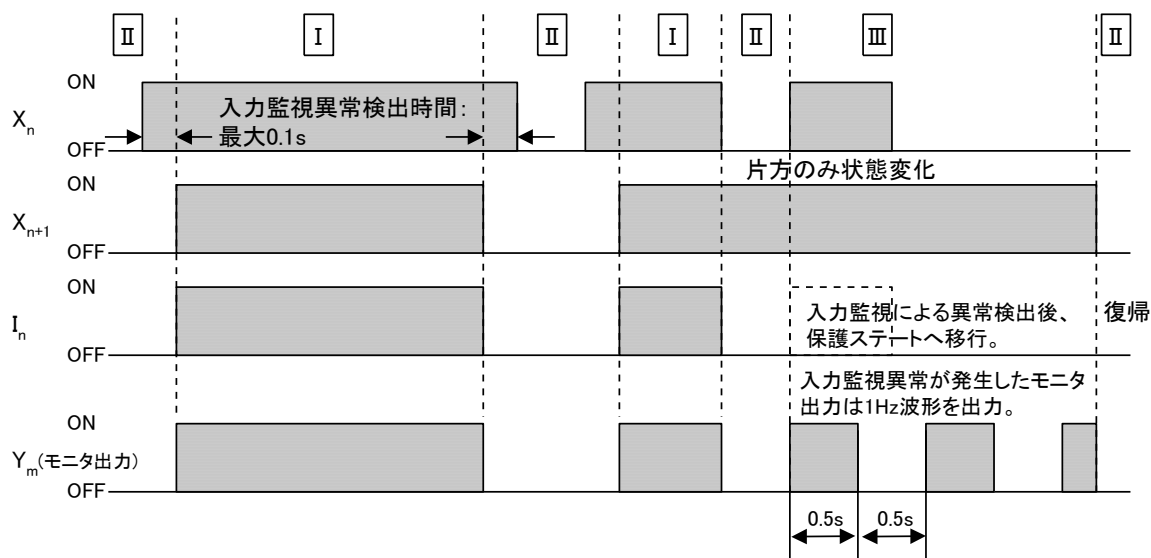 Ⅱ Ⅰ Ⅱ Ⅰ Ⅱ Ⅲ Ⅱ
ON
Xn
OFF
入力監視異常検出時間：
最大0.1s
片方のみ状態変化
ON
Xn+1
OFF
ON
In
OFF
入力監視による異常検出後、
保護ステートへ移行。
復帰
入力監視異常が発生したモニタ
出力は1Hz波形を出力。
ON
Ym(モニタ出力)
OFF
0.5s 0.5s